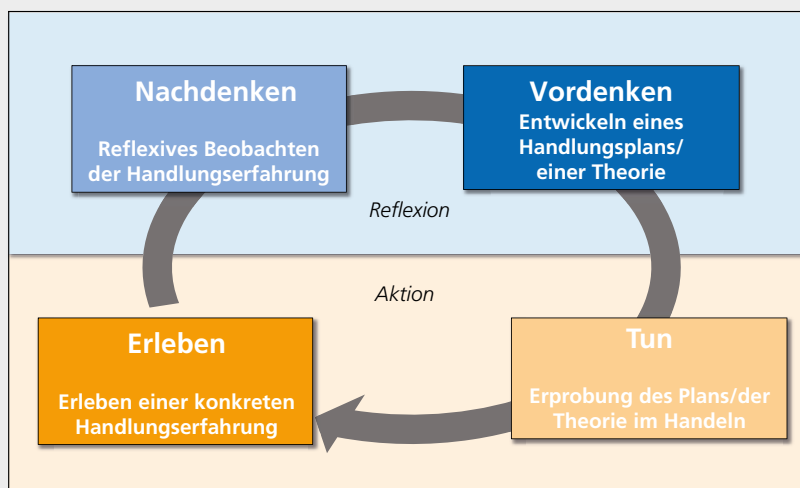 Nachdenken
Reflexives Beobachten
der Handlungserfahrung
Vordenken
Entwickeln eines
Handlungsplans/
einer Theorie
Reflexion
Aktion
Erleben
Erleben einer konkreten
Handlungserfahrung
Tun
Erprobung des Plans/der
Theorie im Handeln